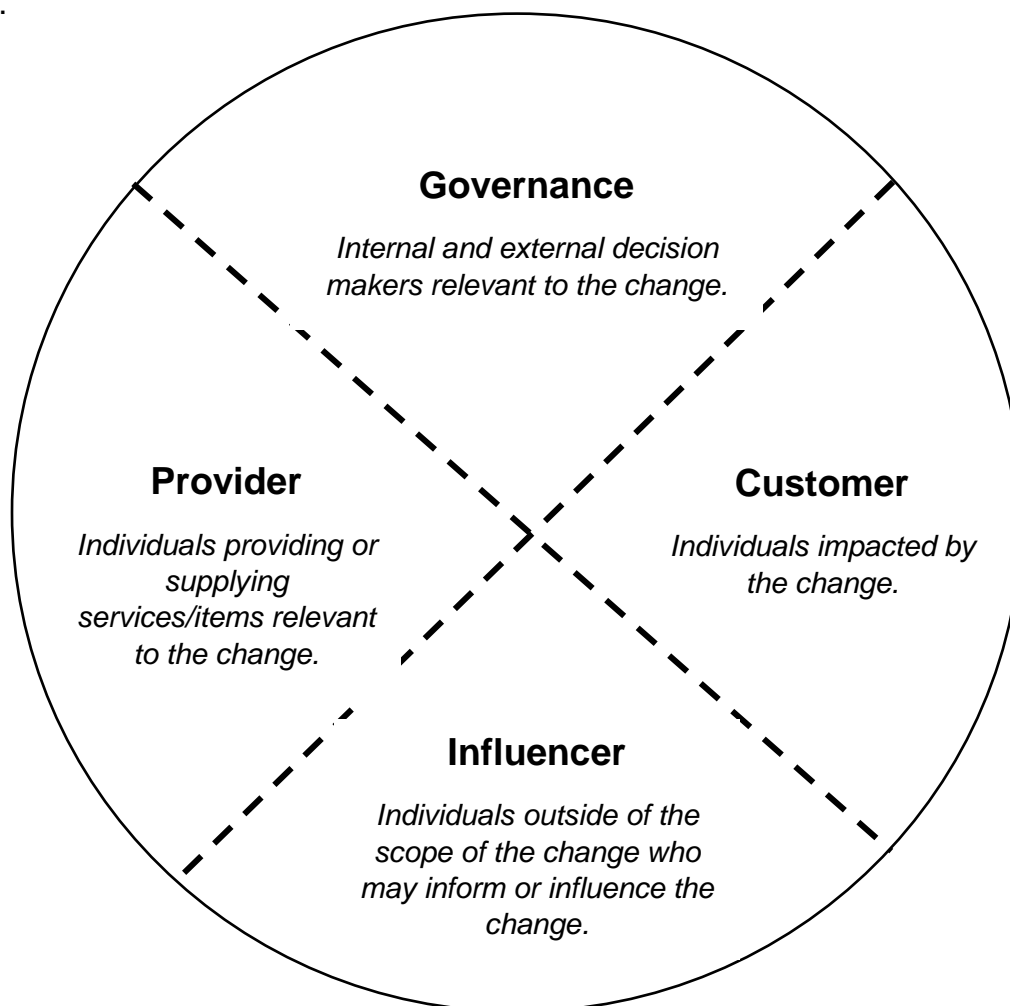 .
Governance
Internal and external decision
makers relevant to the change.
Provider
Individuals providing or
supplying
services/items relevant
to the change.
Customer
Individuals impacted by
the change.
Influencer
Individuals outside of the
scope of the change who
may inform or influence the
change.